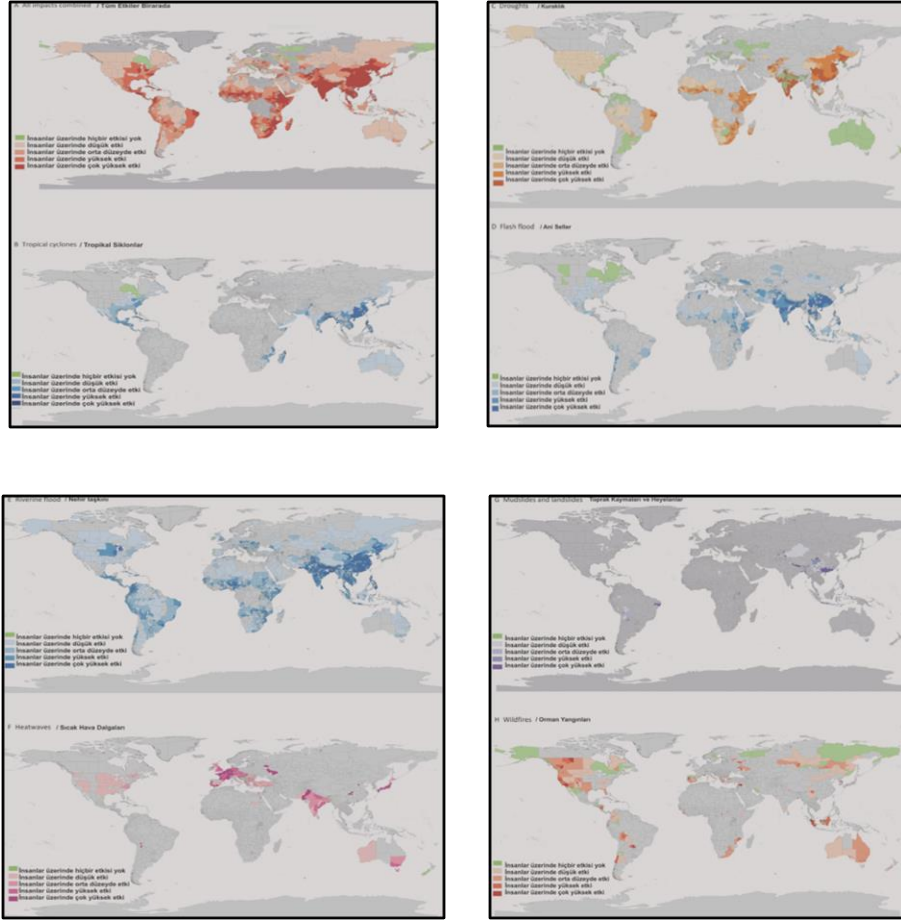 A All impacts combined / Tüm Etkiler Birarada
İnsanlar üzerinde hiçbir etkisi yok
İnsanlar üzerinde düşük etki
İnsanlar üzerinde orta düzeyde etki
İnsanlar üzerinde yüksek etki
İnsanlar üzerinde çok yüksek etki
B Tropical cyclones / Tropikal Siklonlar
İnsanlar üzerinde hiçbir etkisi yok
İnsanlar üzerinde düşük etki
İnsanlar üzerinde orta düzeyde etki
İnsanlar üzerinde yüksek etki
İnsanlar üzerinde çok yüksek etki
C Droughts / Kuraklık
İnsanlar üzerinde hiçbir etkisi yok
İnsanlar üzerinde düşük etki
İnsanlar üzerinde orta düzeyde etki
İnsanlar üzerinde yüksek etki
İnsanlar üzerinde çok yüksek etki
D Flash flood / Ani Seller
İnsanlar üzerinde hiçbir etkisi yok
İnsanlar üzerinde düşük etki
İnsanlar üzerinde orta düzeyde etki
İnsanlar üzerinde yüksek etki
İnsanlar üzerinde çok yüksek etki
E Riverine flood / Nehir taşkını
İnsanlar üzerinde hiçbir etkisi yok
İnsanlar üzerinde düşük etki
İnsanlar üzerinde orta düzeyde etki
İnsanlar üzerinde yüksek etki
İnsanlar üzerinde çok yüksek etki
F Heatwaves / Sıcak Hava Dalgaları
İnsanlar üzerinde hiçbir etkisi yok
İnsanlar üzerinde düşük etki
İnsanlar üzerinde orta düzeyde etki
İnsanlar üzerinde yüksek etki
İnsanlar üzerinde çok yüksek etki
G Mudslides and landslides Toprak Kaymaları ve Heyalanlar
İnsanlar üzerinde hiçbir etkisi yok
İnsanlar üzerinde düşük etki
İnsanlar üzerinde orta düzeyde etki
İnsanlar üzerinde yüksek etki
İnsanlar üzerinde çok yüksek etki
H Wildfires / Orman Yangınları
İnsanlar üzerinde hiçbir etkisi yok
İnsanlar üzerinde düşük etki
İnsanlar üzerinde orta düzeyde etki
İnsanlar üzerinde yüksek etki
İnsanlar üzerinde çok yüksek etki